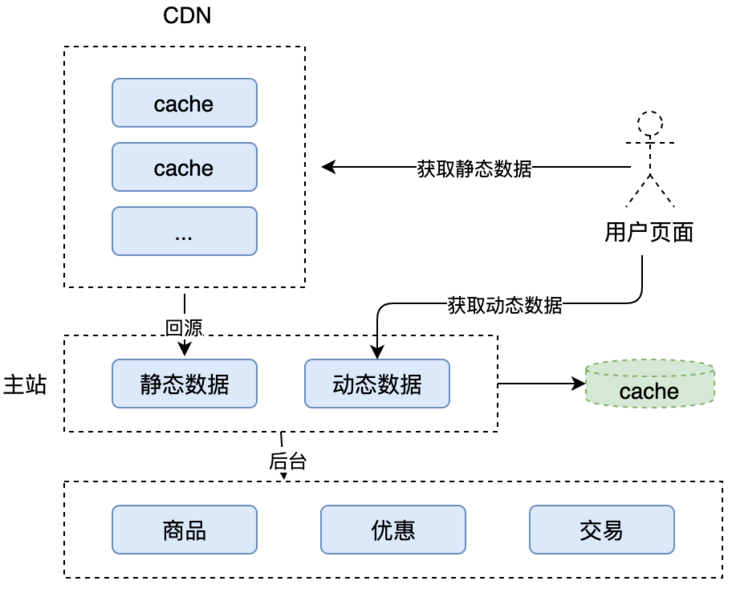 CDN
cache
cache
...
获取静态数据
用户页面
获取动态数据
回源
主站
静态数据
动态数据
cache
后台
商品
优惠
交易